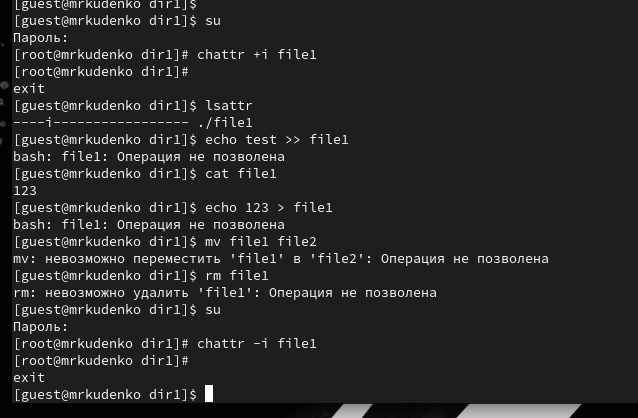 [guest@mrkudenko dir1]$
[guest@mrkudenko dir1]$ su
Пароль:
[root@mrkudenko dir1]# chattr +i file1
[root@mrkudenko dir1]#
exit
[guest@mrkudenko dir1]$ lsattr
----i----------------- ./file1
[guest@mrkudenko dir1]$ echo test >> file1
bash: file1: Операция не позволена
[guest@mrkudenko dir1]$ cat file1
123
[guest@mrkudenko dir1]$ echo 123 > file1
bash: file1: Операция не позволена
[guest@mrkudenko dir1]$ mv file1 file2
mv: невозможно переместить 'file1' в 'file2': Операция не позволена
[guest@mrkudenko dir1]$ rm file1
rm: невозможно удалить 'file1': Операция не позволена
[guest@mrkudenko dir1]$ su
Пароль:
[root@mrkudenko dir1]# chattr -i file1
[root@mrkudenko dir1]#
exit
[guest@mrkudenko dir1]$